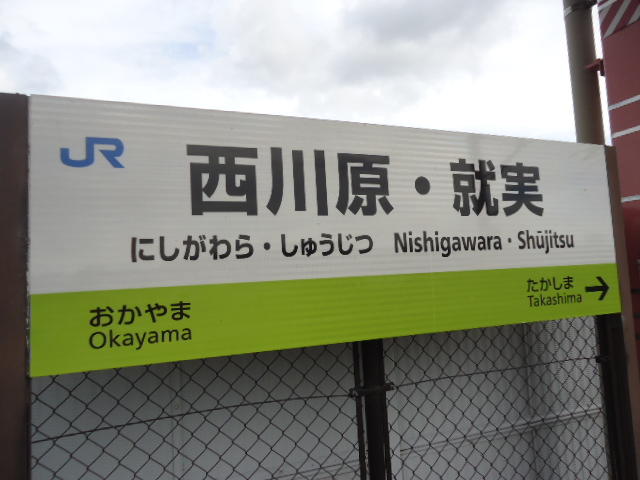 JR 西川原・就実
にしがわら・しゅうじつ Nishigawara・Shūjitsu
おかやま
Okayama
たかしま
Takashima →